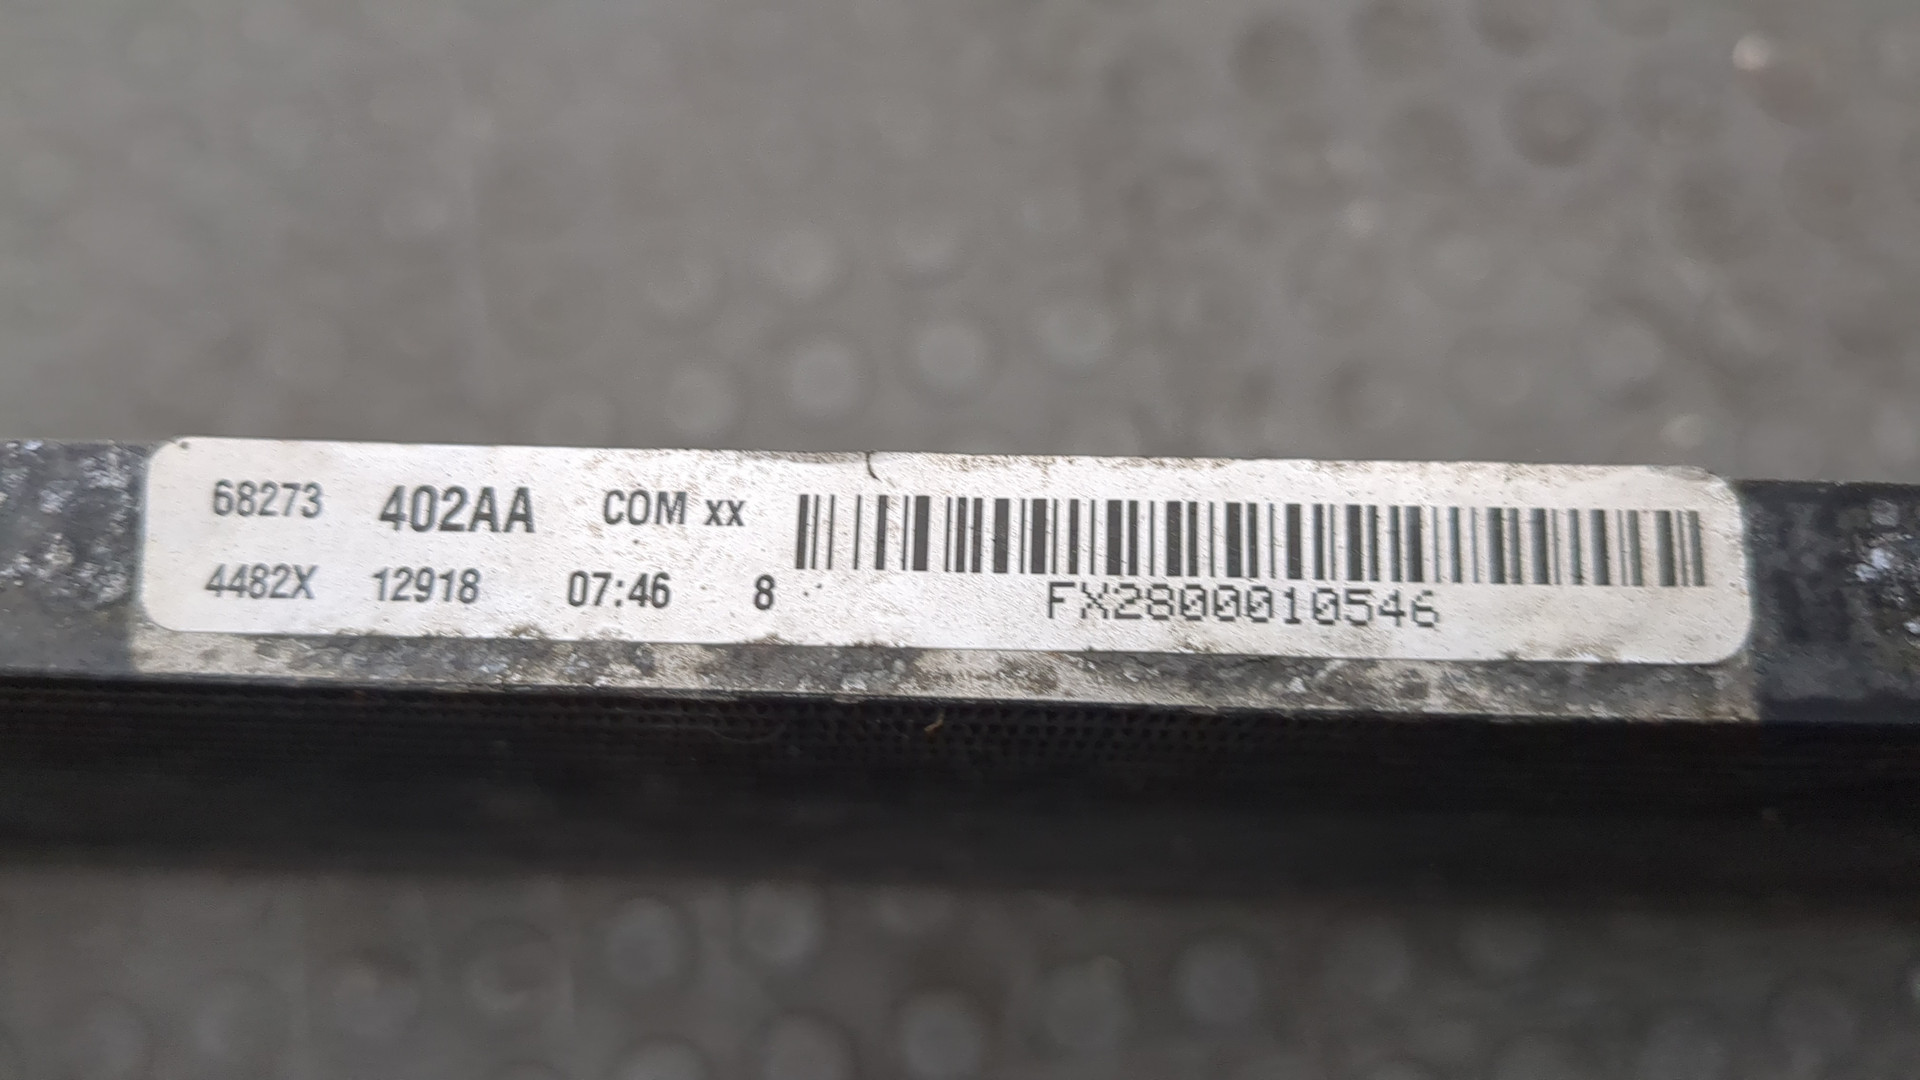 68273 402AA COM xx
4482X 12918 07:46 8
FX2800010546